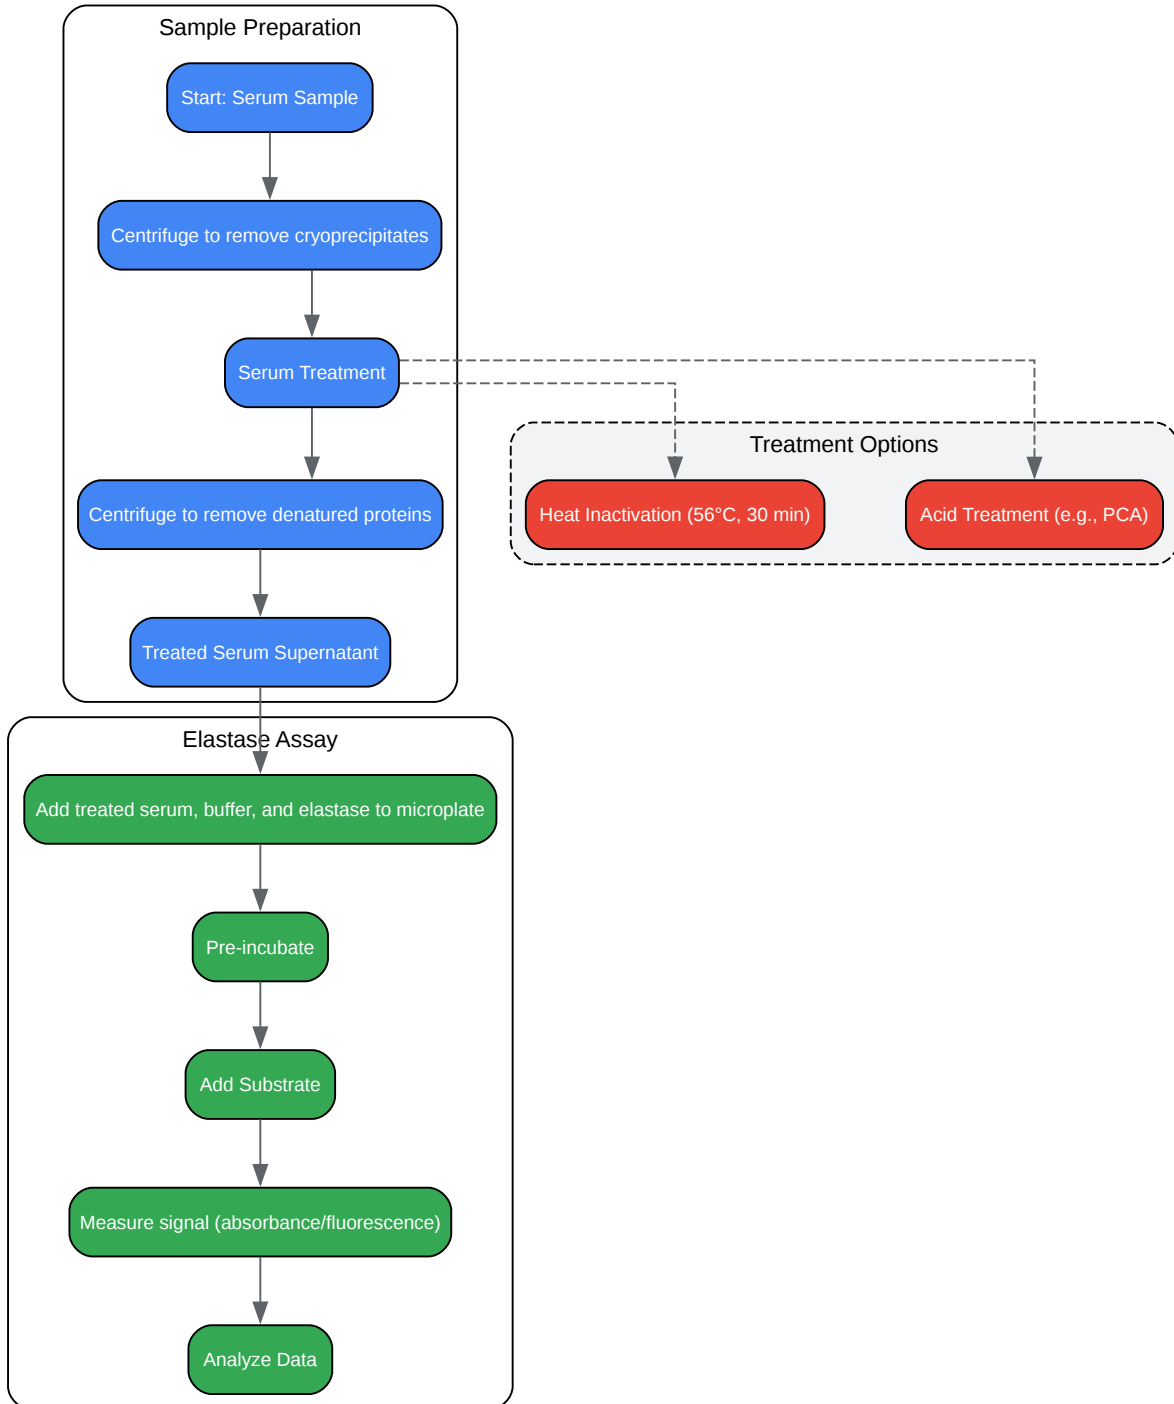 Sample Preparation
Start: Serum Sample
Centrifuge to remove cryoprecipitates
Serum Treatment
Treatment Options
Centrifuge to remove denatured proteins
Heat Inactivation (56°C, 30 min)
Acid Treatment (e.g., PCA)
Treated Serum Supernatant
Elastase Assay
Add treated serum, buffer, and elastase to microplate
Pre-incubate
Add Substrate
Measure signal (absorbance/fluorescence)
Analyze Data